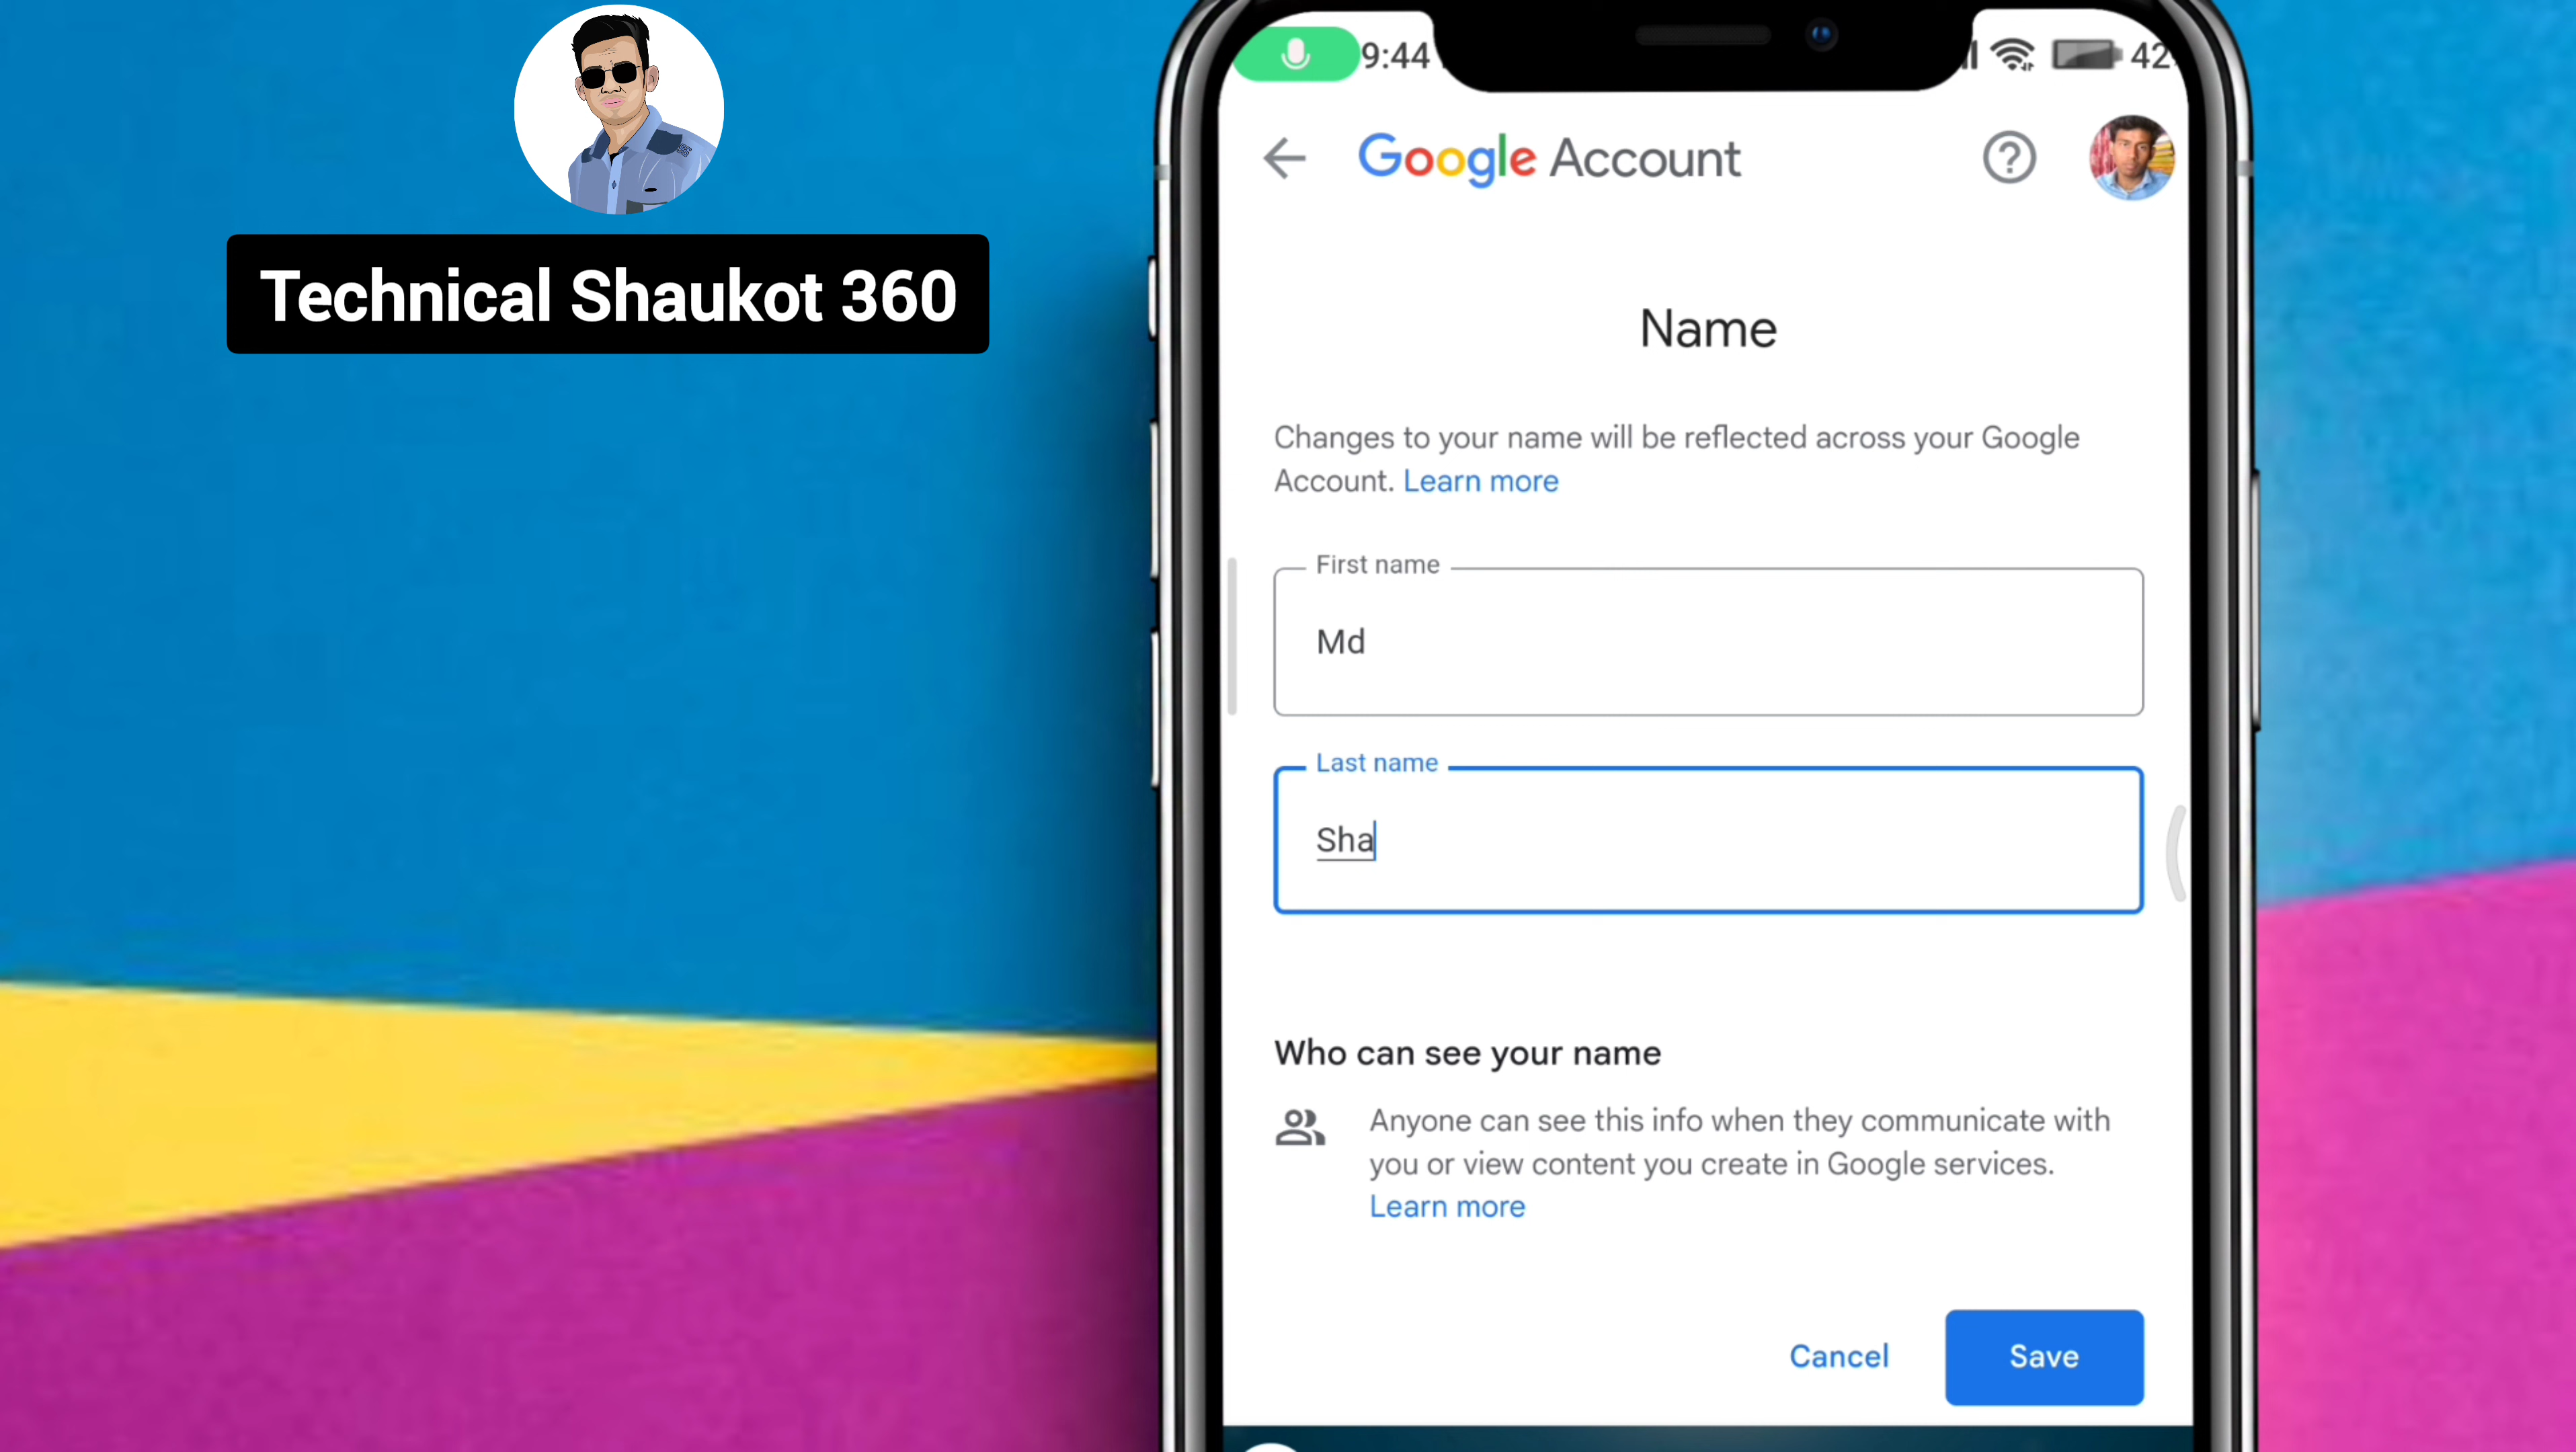 Technical Shaukot 360
9:44
42
Google Account
Name
Changes to your name will be reflected across your Google
Account. Learn more
First name
Md
Last name
Sha
Who can see your name
Anyone can see this info when they communicate with
you or view content you create in Google services.
Learn more
Cancel
Save